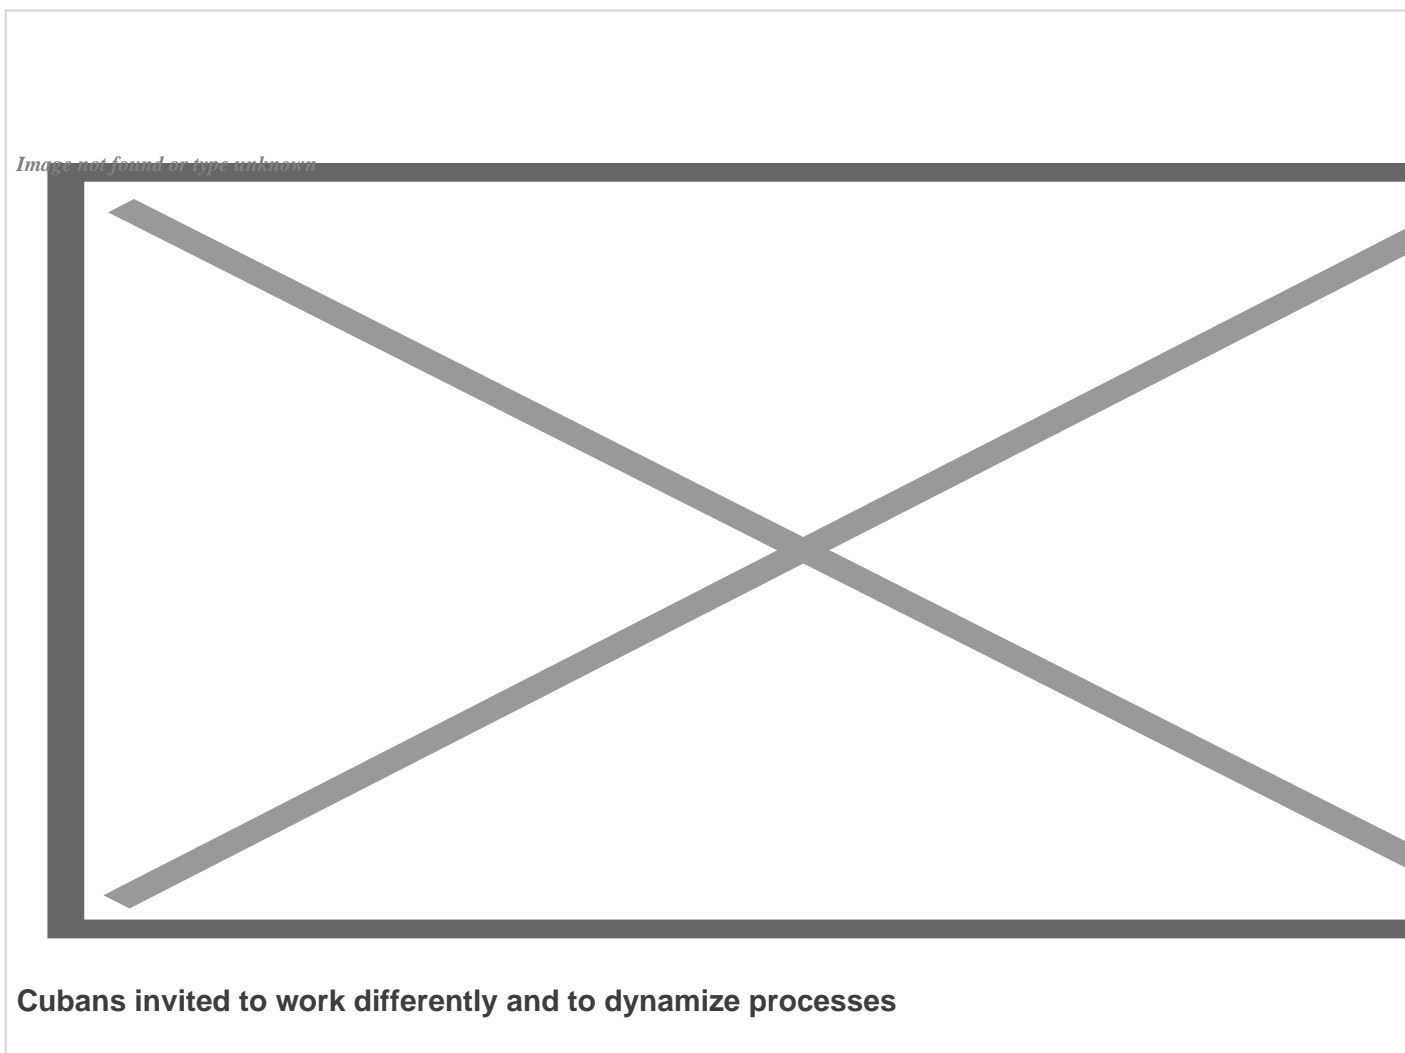 Image not found or type unknown
Cubans invited to work differently and to dynamize processes